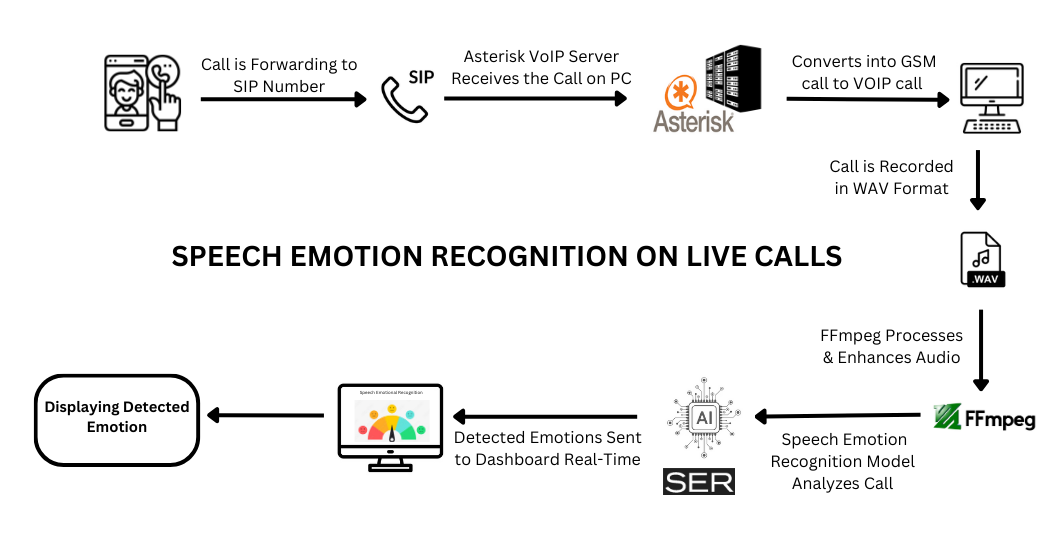 Call is Forwarding to
SIP Number
SIP
Asterisk VoIP Server
Receives the Call on PC
Asterisk
Converts into GSM
call to VOIP call
Call is Recorded
in WAV Format
SPEECH EMOTION RECOGNITION ON LIVE CALLS
.WAV
FFmpeg Processes
& Enhances Audio
FFmpeg
Speech Emotion
Recognition Model
Analyzes Call
AI
SER
Detected Emotions Sent
to Dashboard Real-Time
Speech Emotional Recognition
Displaying Detected
Emotion